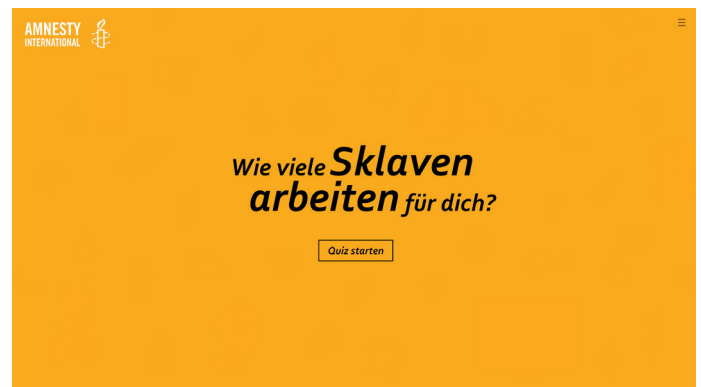 AMNESTY
INTERNATIONAL
Wie viele Sklaven
arbeiten für dich?
Quiz starten